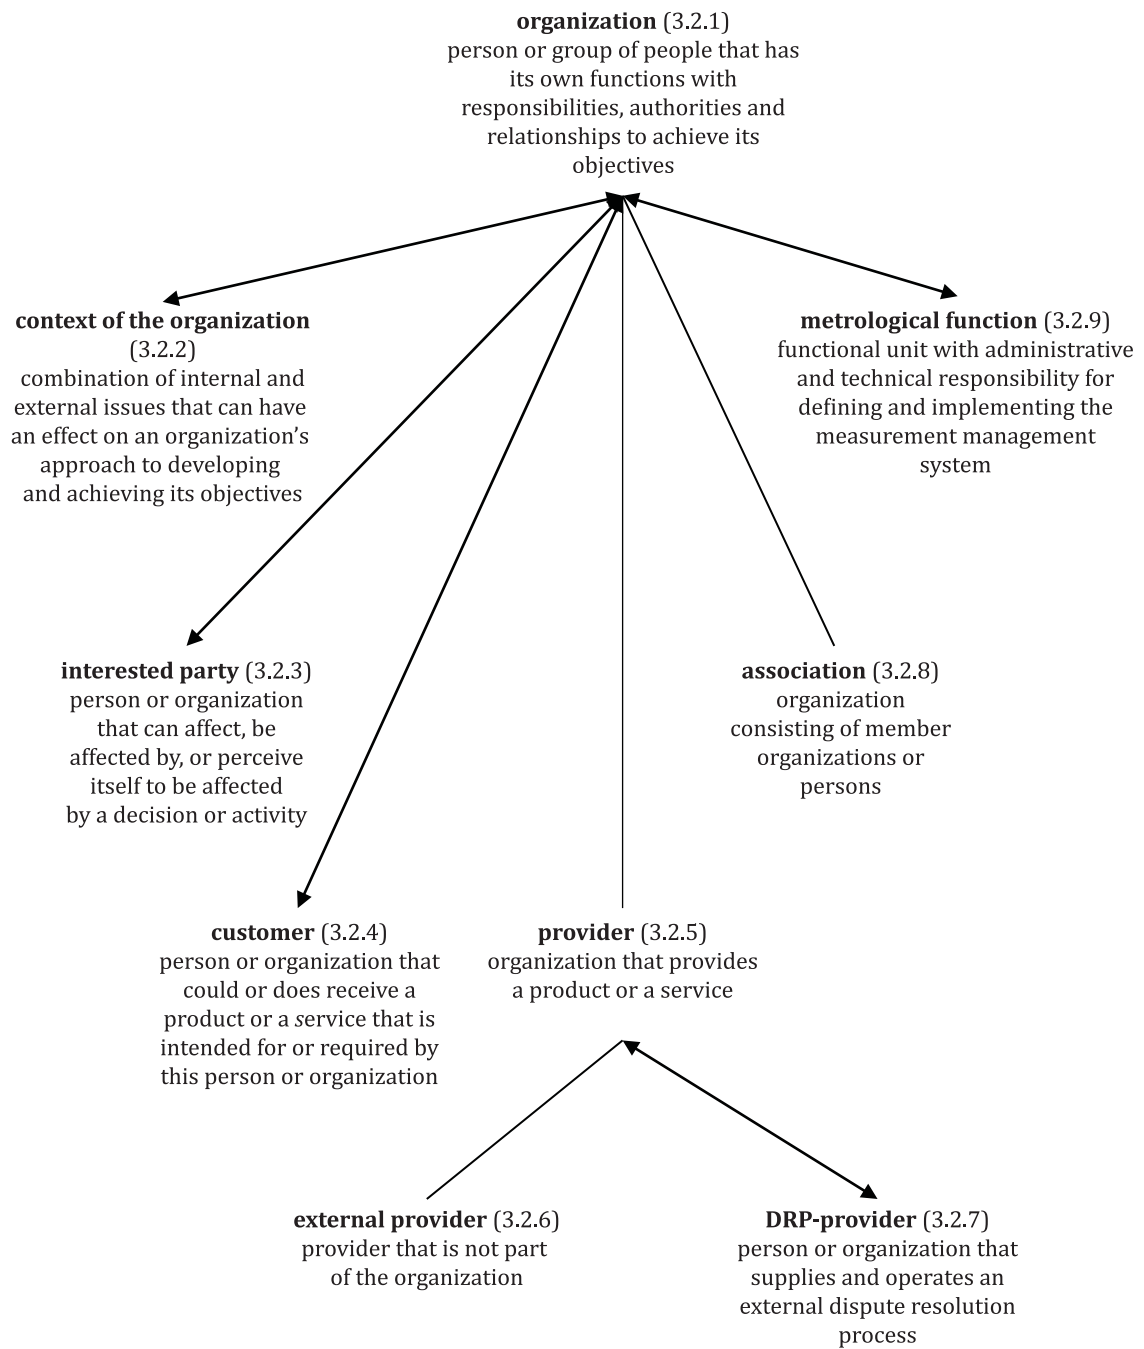 organization (3.2.1)
person or group of people that has
its own functions with
responsibilities, authorities and
relationships to achieve its
objectives
context of the organization
(3.2.2)
combination of internal and
external issues that can have
an effect on an organization’s
approach to developing
and achieving its objectives
metrological function (3.2.9)
functional unit with administrative
and technical responsibility for
defining and implementing the
measurement management
system
interested party (3.2.3)
person or organization
that can affect, be
affected by, or perceive
itself to be affected
by a decision or activity
association (3.2.8)
organization
consisting of member
organizations or
persons
customer (3.2.4)
person or organization that
could or does receive a
product or a service that is
intended for or required by
this person or organization
provider (3.2.5)
organization that provides
a product or a service
external provider (3.2.6)
provider that is not part
of the organization
DRP-provider (3.2.7)
person or organization that
supplies and operates an
external dispute resolution
process